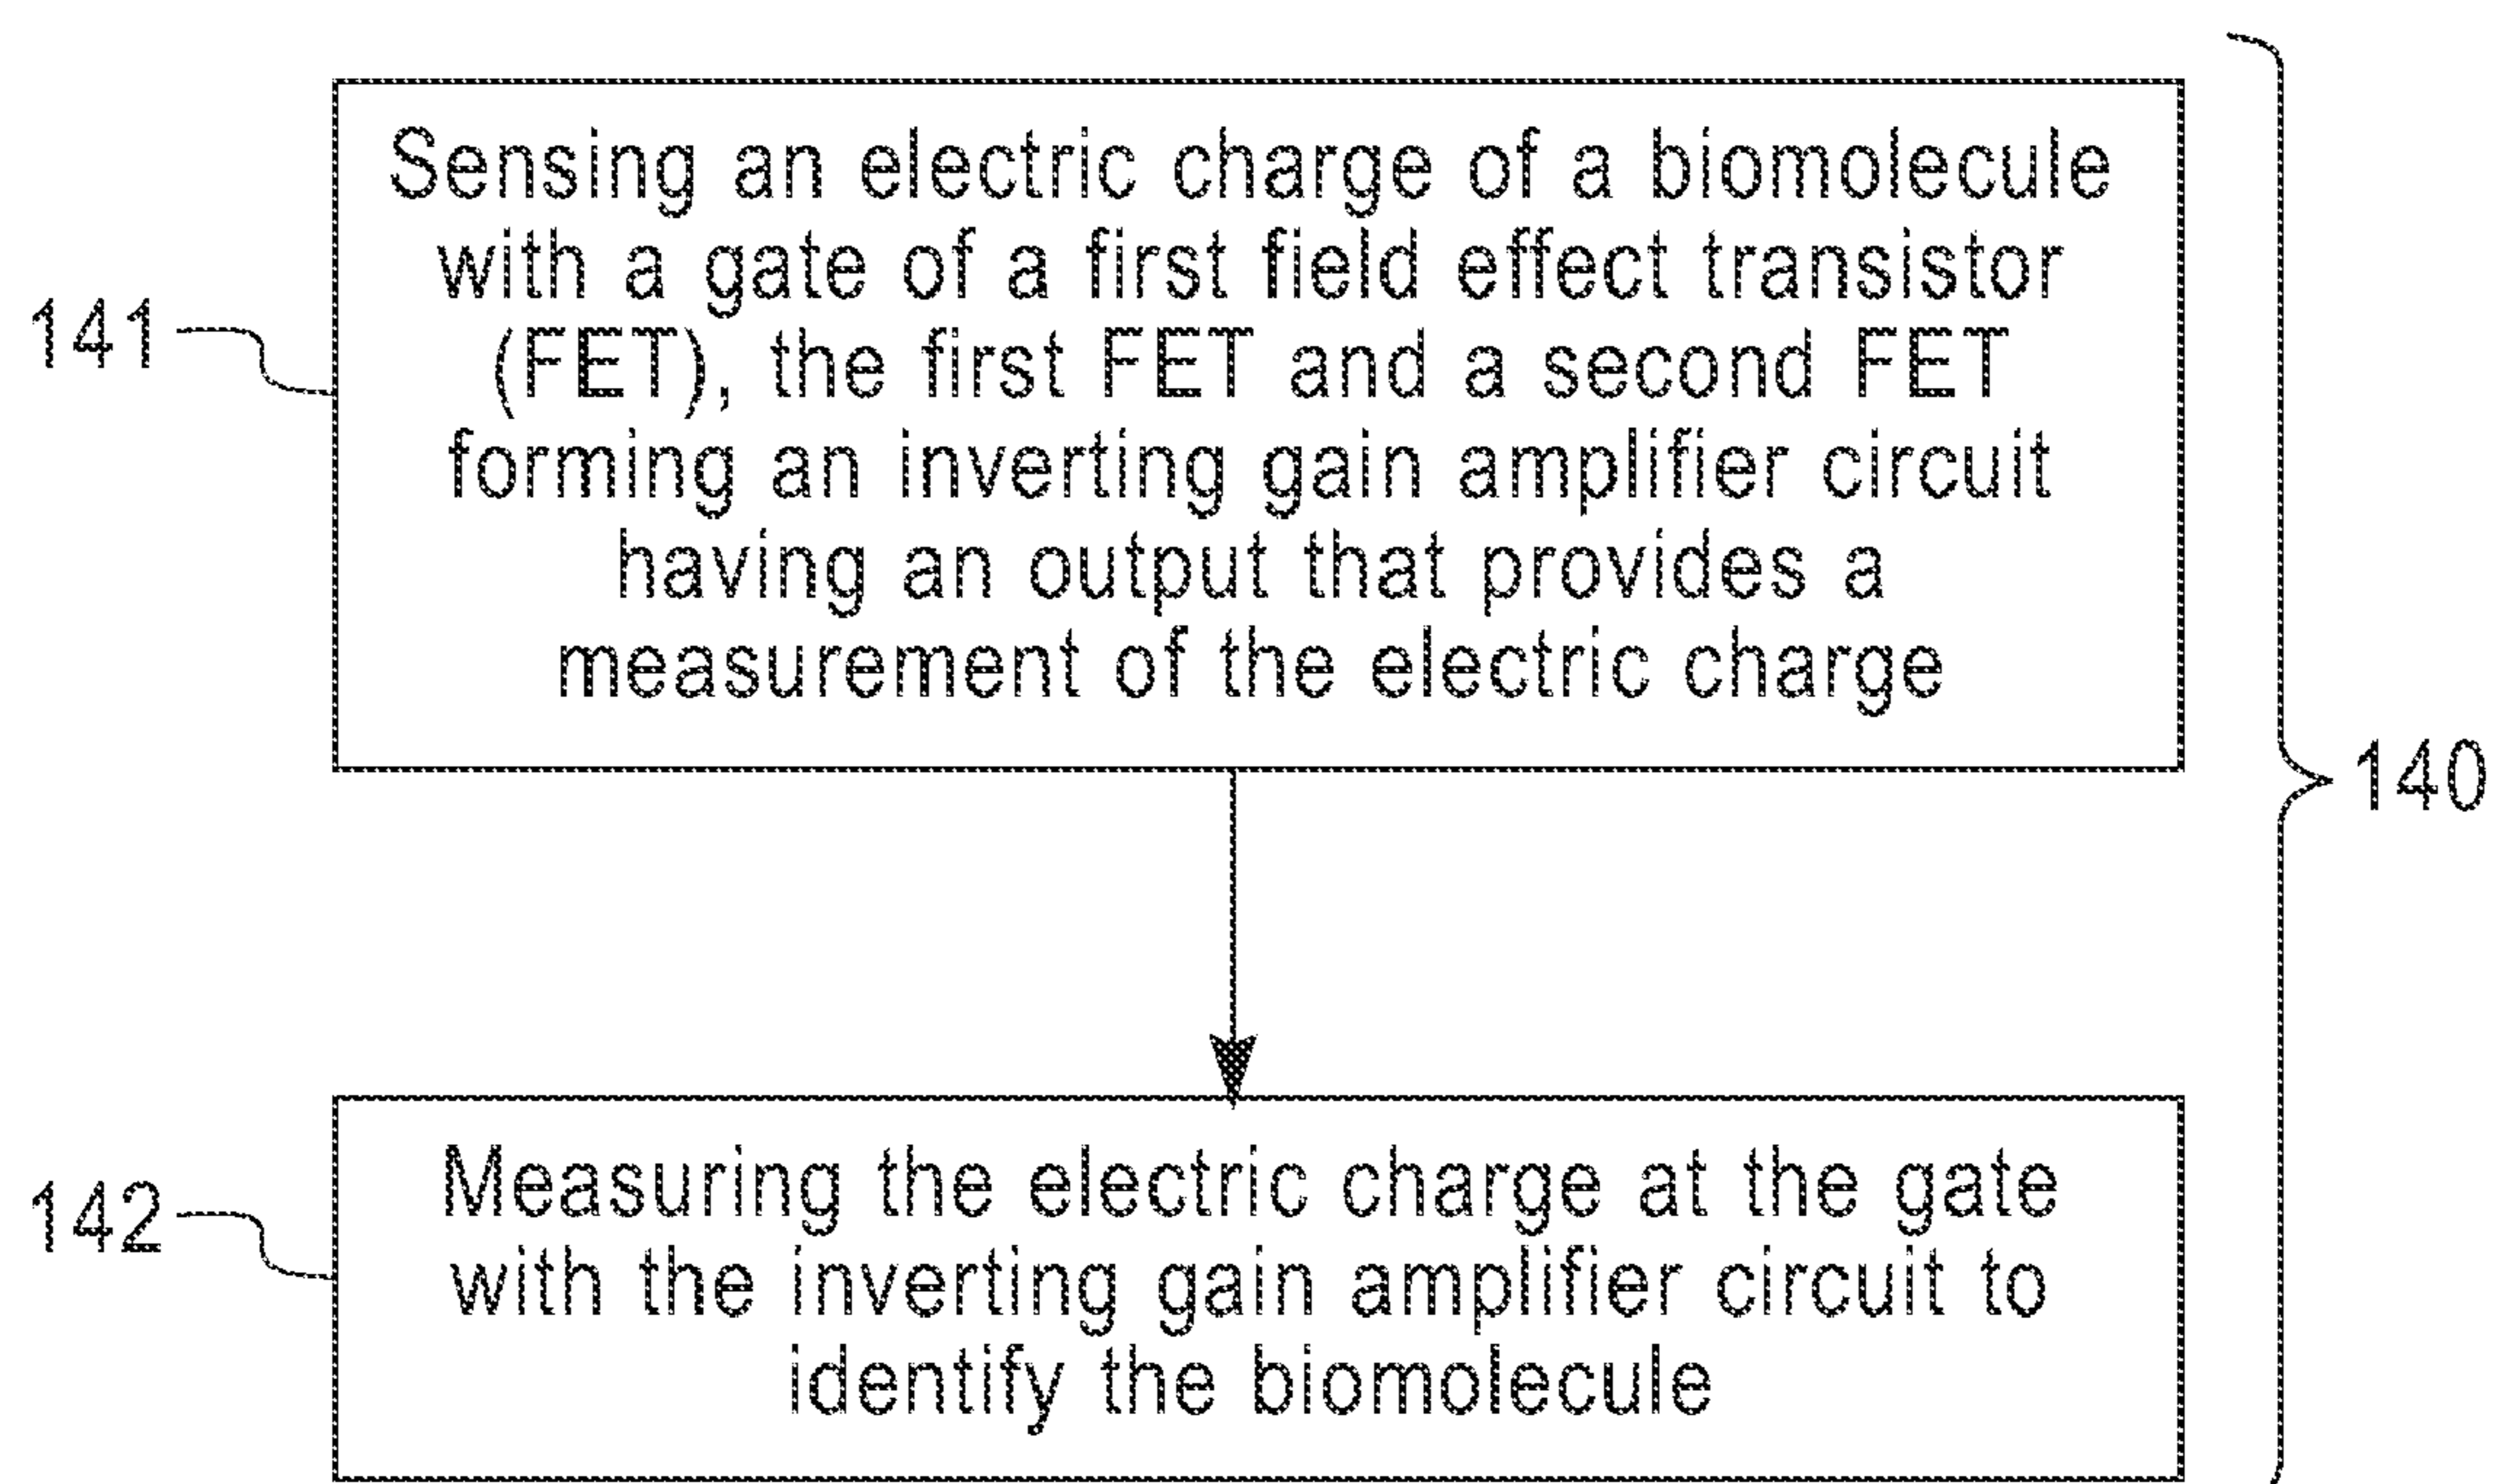 Sensing an electric charge of a biomolecule
with a gate of a first field effect transistor
(FET), the first FET and a second FET
forming an inverting gain amplifier circuit
having an output that provides a
measurement of the electric charge
141
140
Measuring the electric charge at the gate
with the inverting gain amplifier circuit to
identify the biomolecule
142